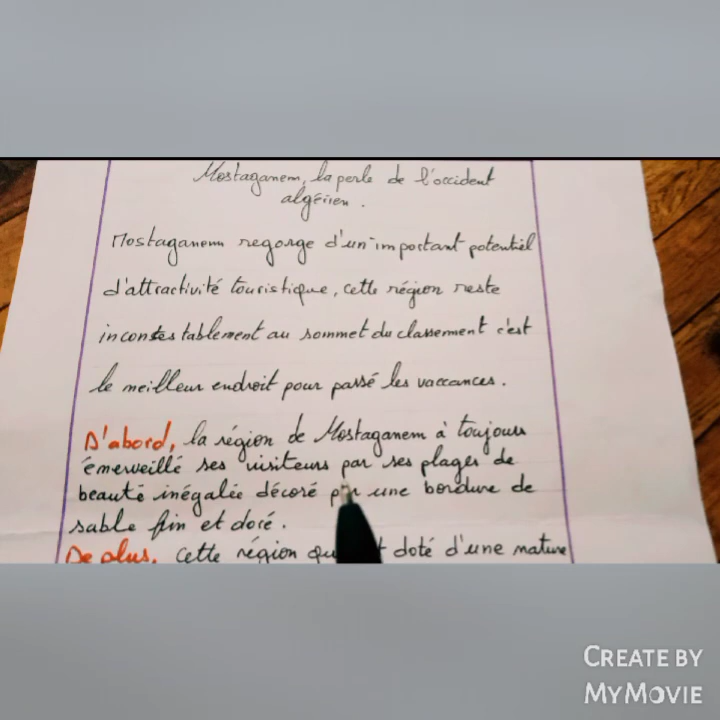 Mostaganem, la perle de l'occident
algérien.
Mostaganem regorge d'un important potentiel
d'attractivité touristique, cette région reste
incontestablement au sommet du classement c'est
le meilleur endroit pour passé les vaccances.
D'abord, la région de Mostaganem à toujours
émerveillé ses visiteurs par ses plages de
beauté inégalée décoré une bordure de
sable fin et doré.
De plus, cette région doté d'une nature
CREATE BY
MYMOVIE